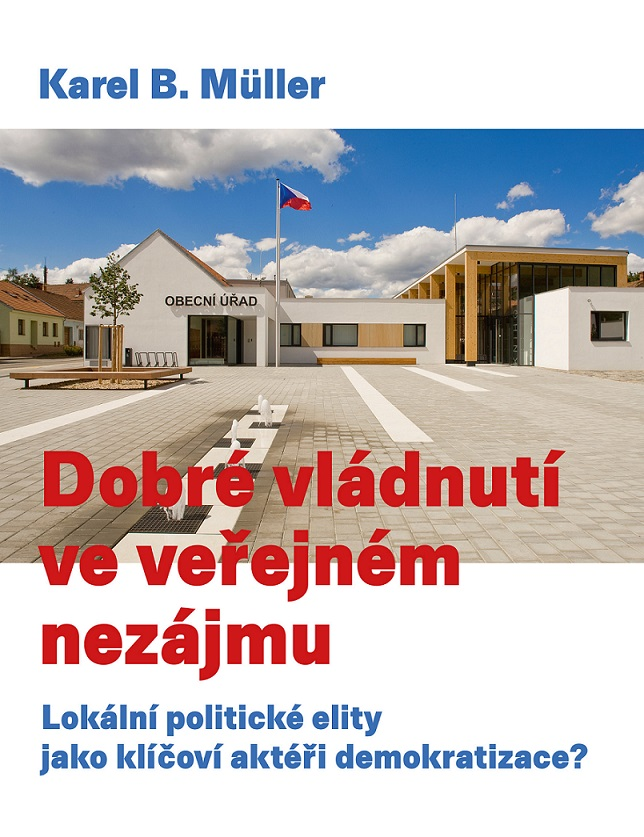 Karel B. Müller
OBECNÍ ÚŘAD
Dobré vládnutí
ve veřejném
nezájmu
Lokální politické elity
jako klíčoví aktéři demokratizace?